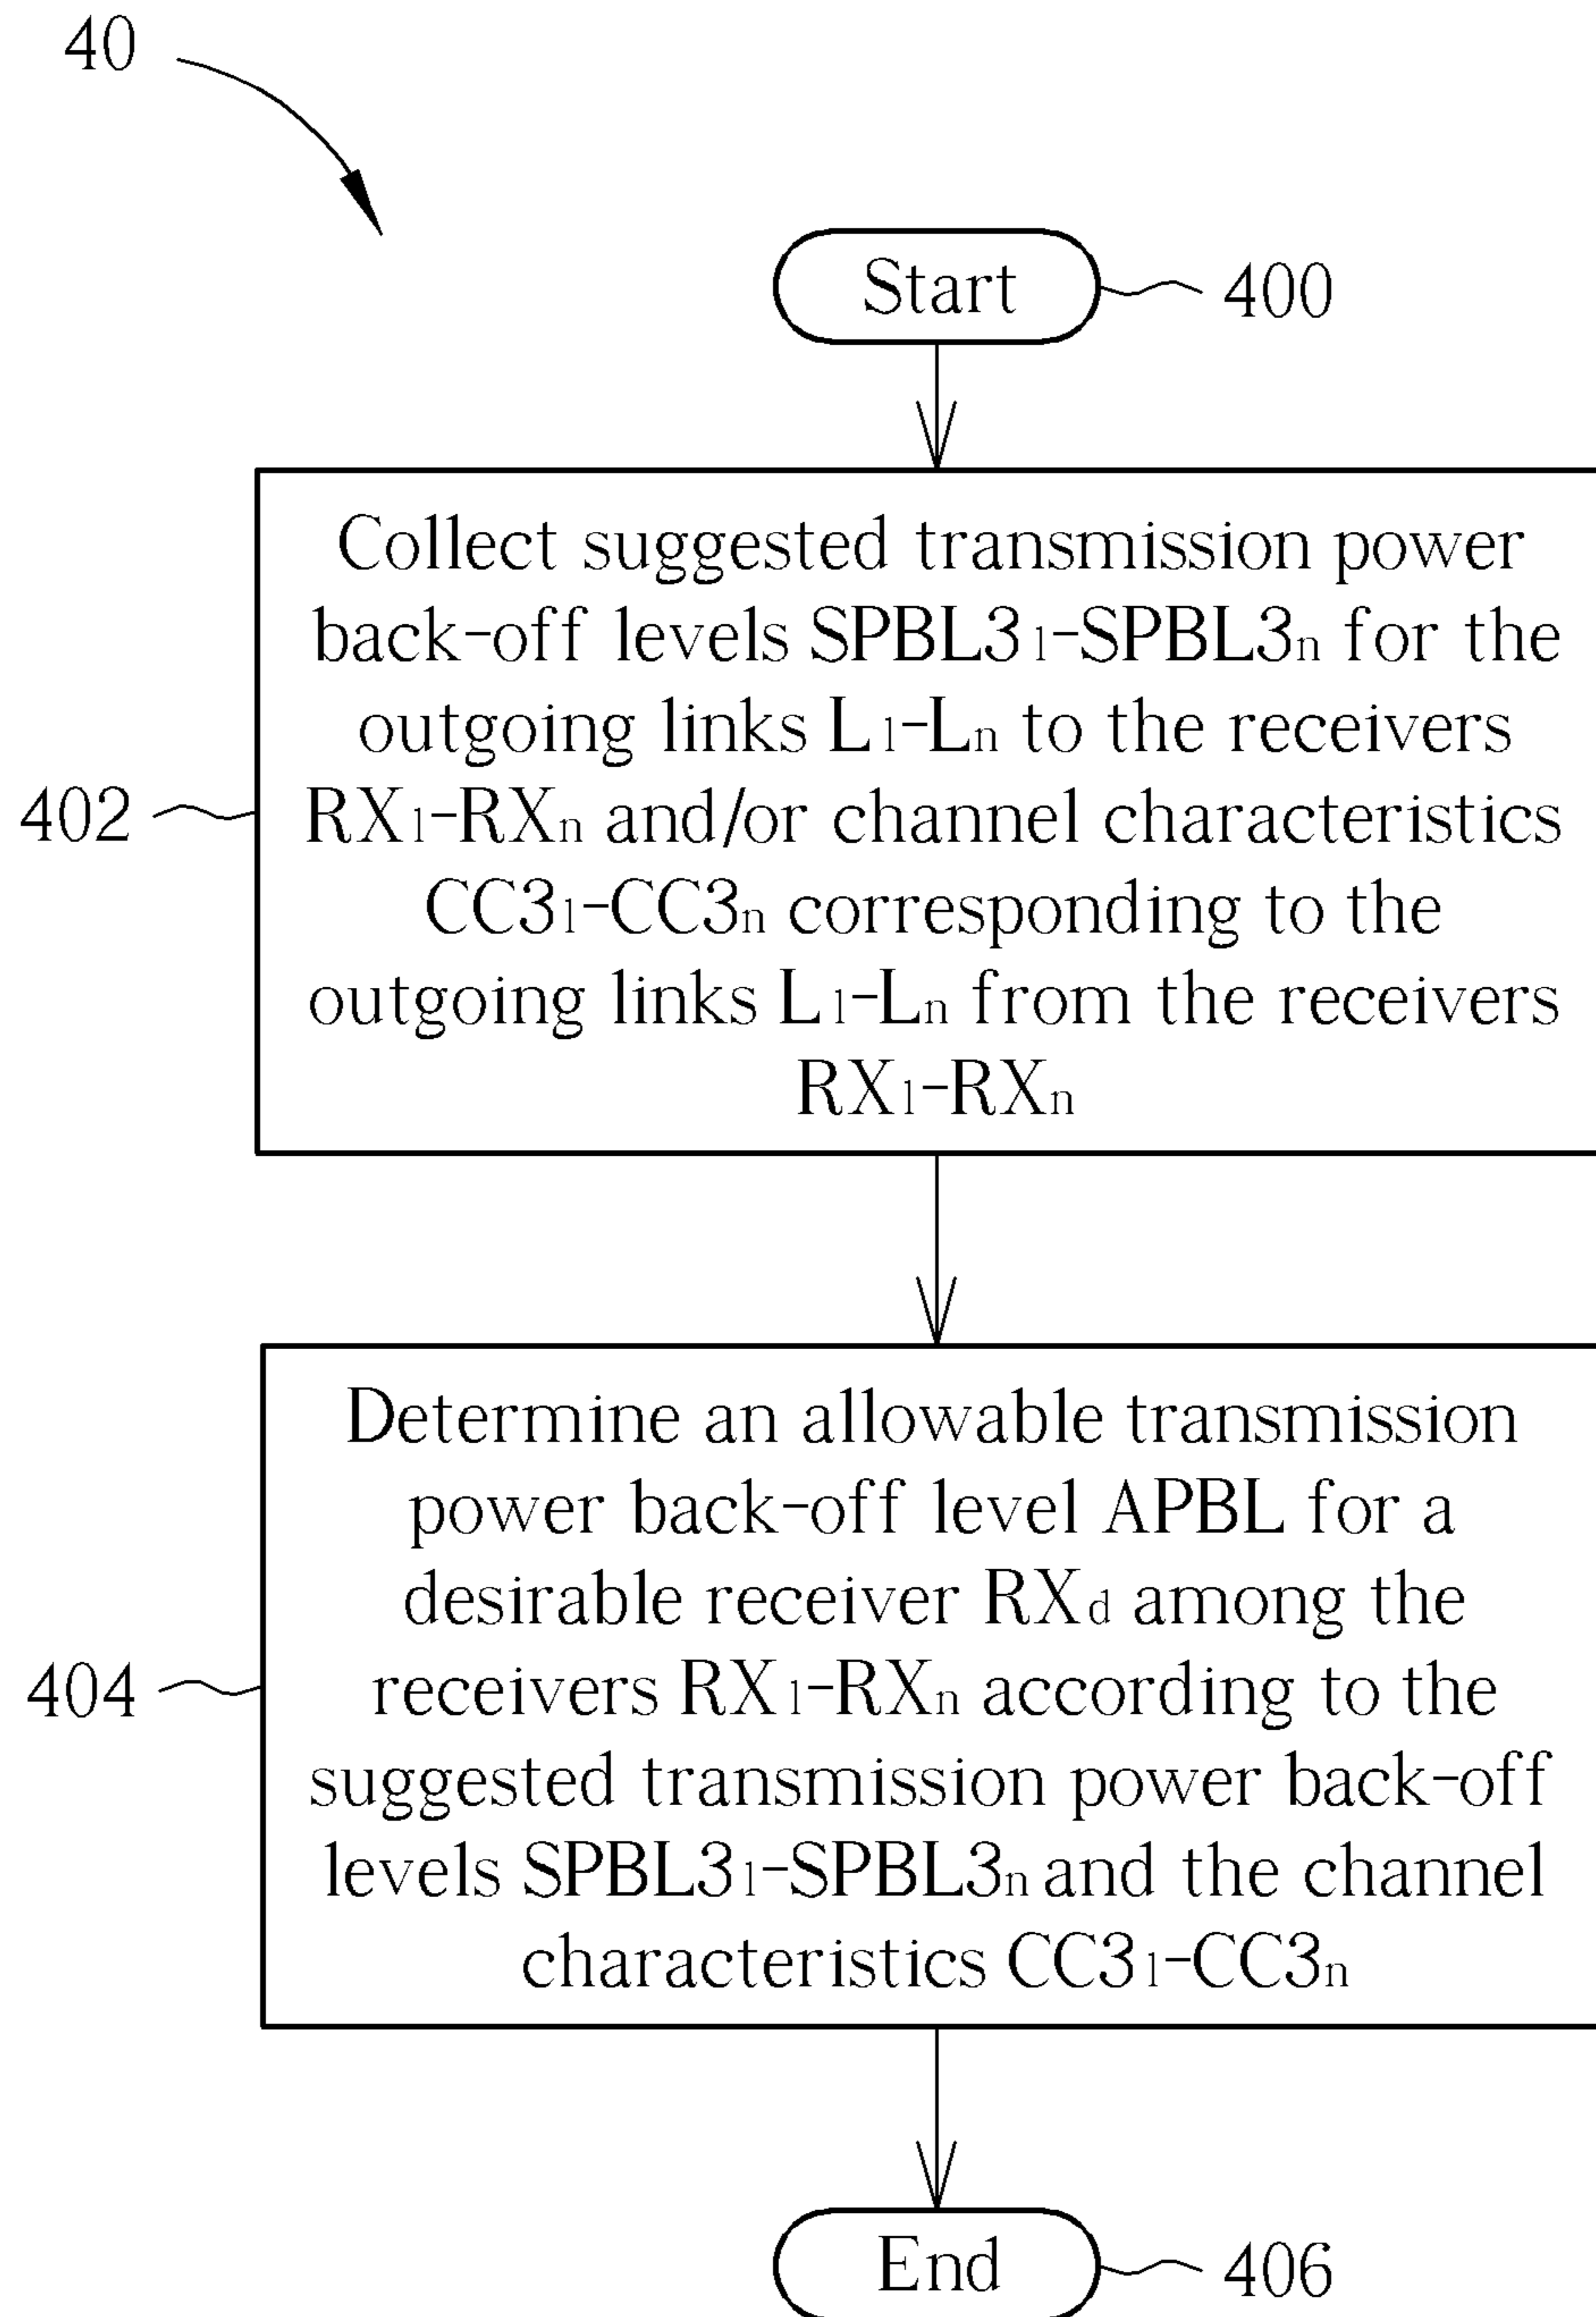 40
Start
400
Collect suggested transmission power
back-off levels SPBL3₁-SPBL3ₙ for the
outgoing links L₁-Lₙ to the receivers
RX₁-RXₙ and/or channel characteristics
CC3₁-CC3ₙ corresponding to the
outgoing links L₁-Lₙ from the receivers
RX₁-RXₙ
402
Determine an allowable transmission
power back-off level APBL for a
desirable receiver RX_d among the
receivers RX₁-RXₙ according to the
suggested transmission power back-off
levels SPBL3₁-SPBL3ₙ and the channel
characteristics CC3₁-CC3ₙ
404
End
406